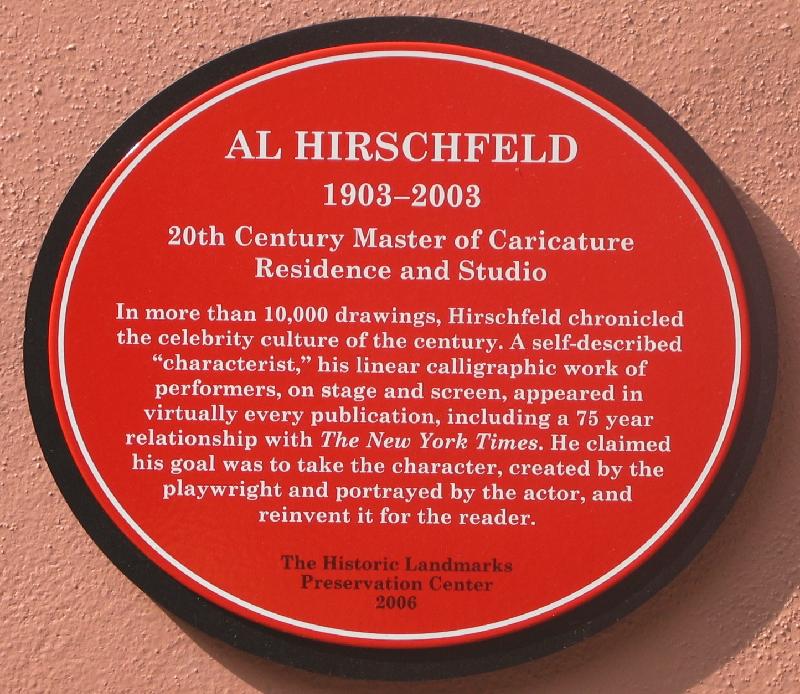 AL HIRSCHFELD
1903–2003
20th Century Master of Caricature
Residence and Studio
In more than 10,000 drawings, Hirschfeld chronicled
the celebrity culture of the century. A self-described
“characterist,” his linear calligraphic work of
performers, on stage and screen, appeared in
virtually every publication, including a 75 year
relationship with The New York Times. He claimed
his goal was to take the character, created by the
playwright and portrayed by the actor, and
reinvent it for the reader.
The Historic Landmarks
Preservation Center
2006